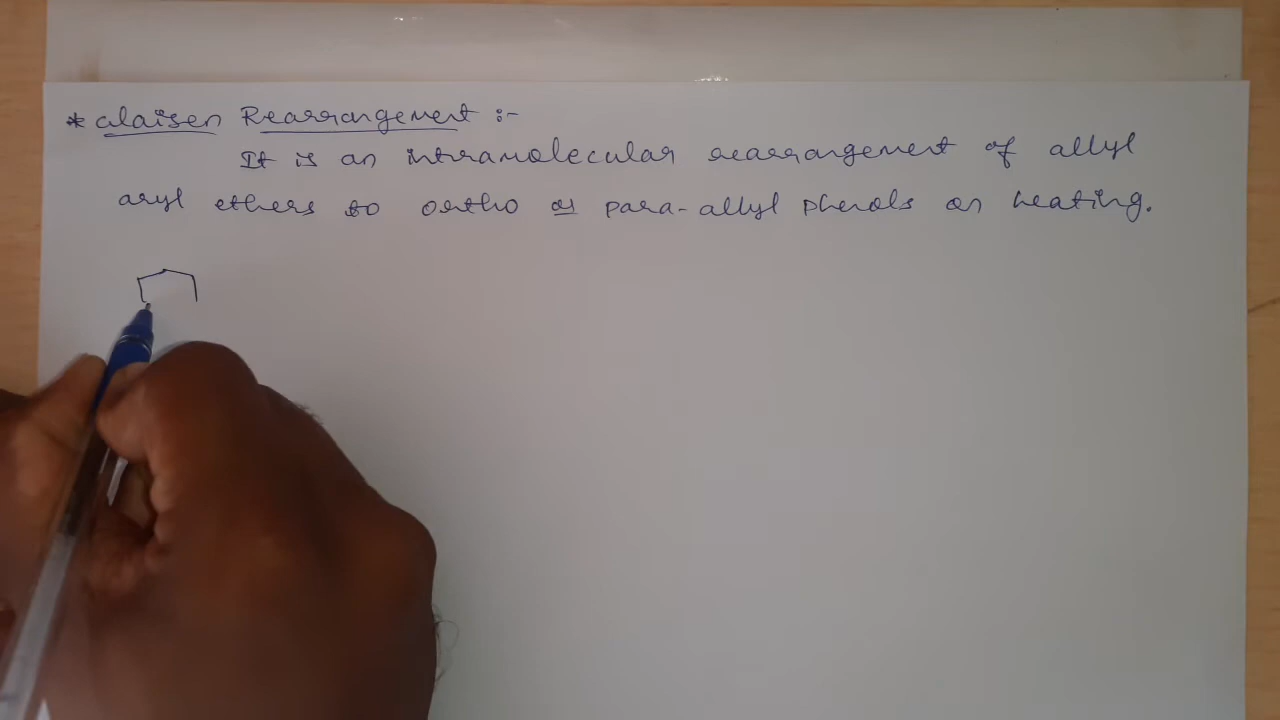 * Claisen Rearrangement :-
It is an intramolecular rearrangement of allyl
aryl ethers to ortho or para-allyl phenols on heating.